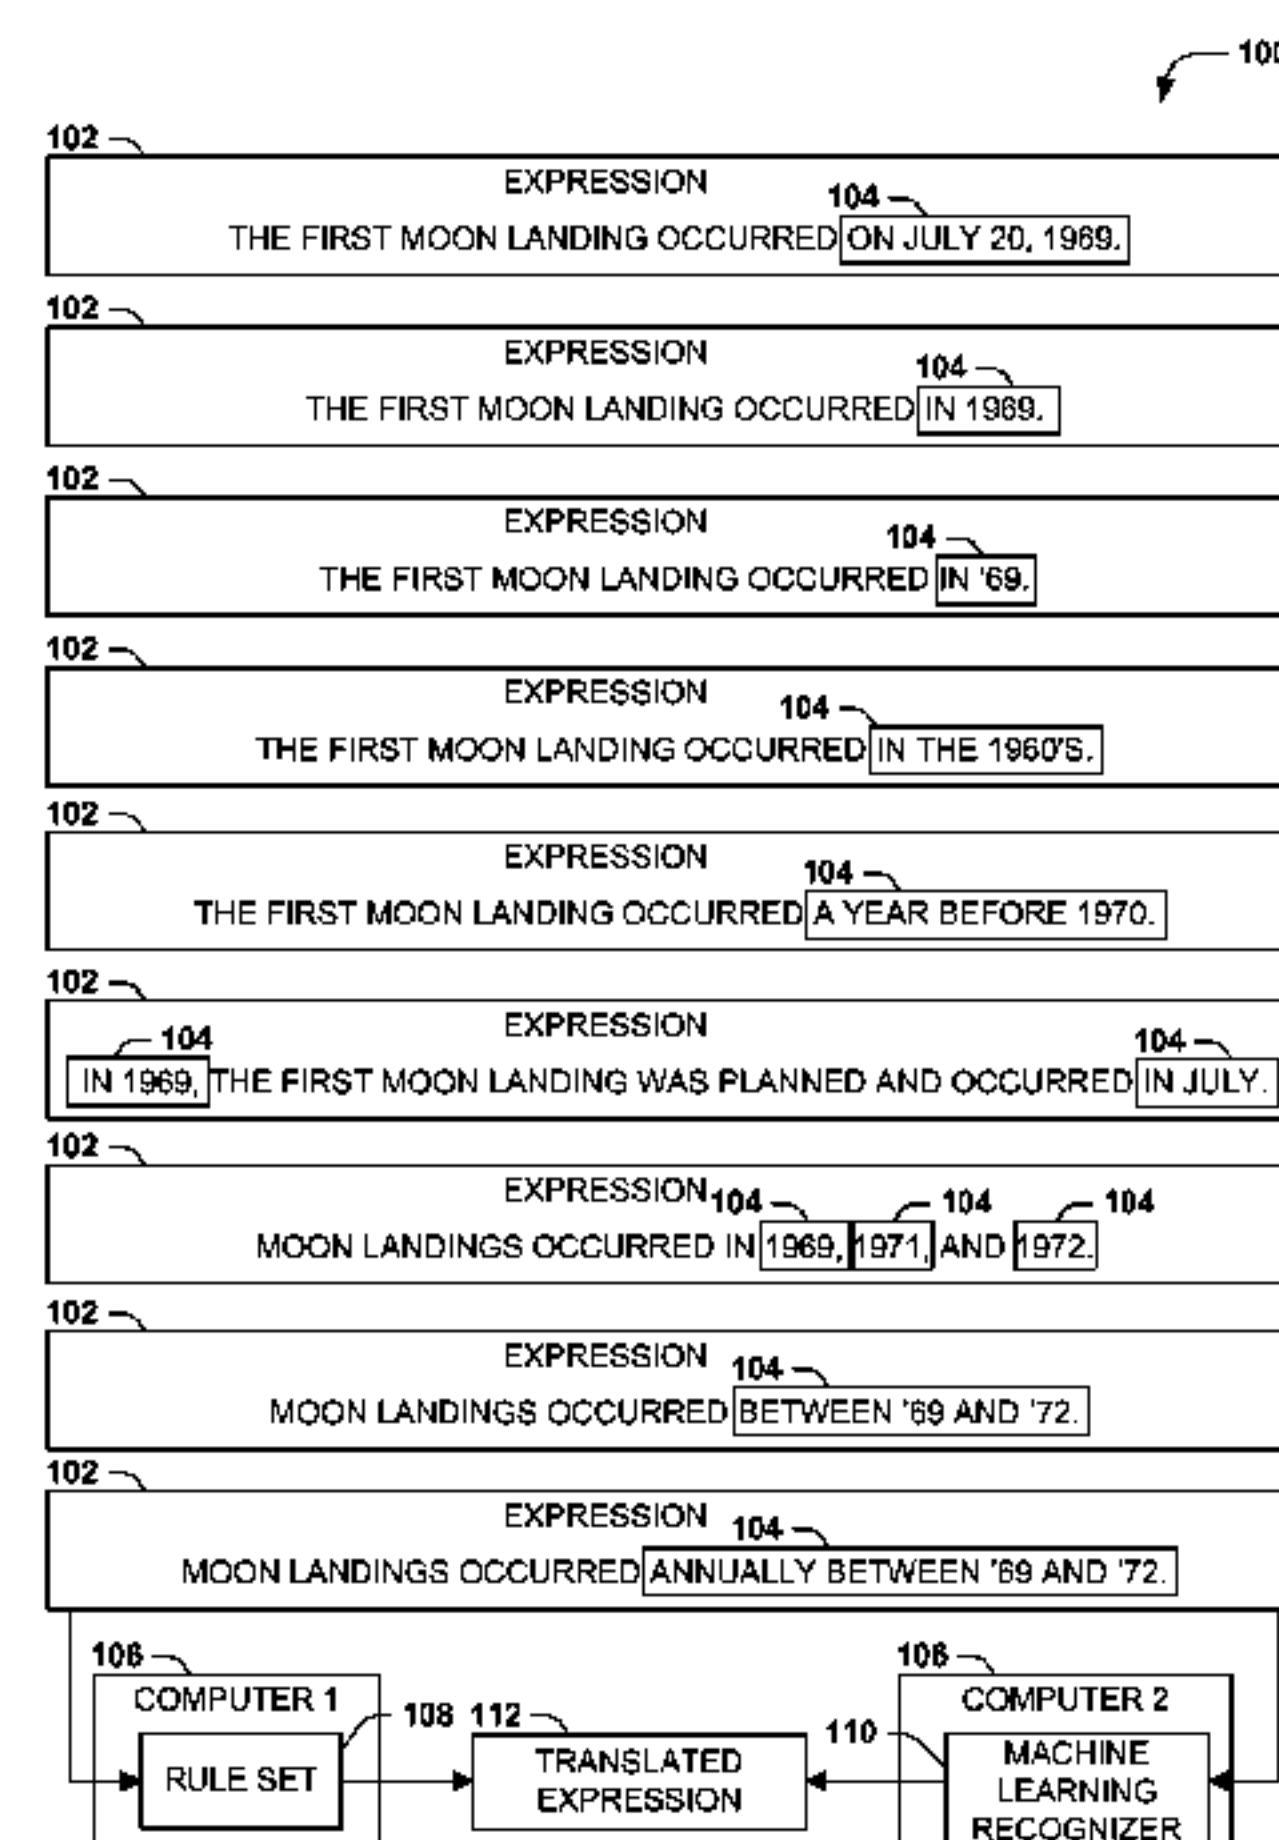 100
102
EXPRESSION
104
THE FIRST MOON LANDING OCCURRED ON JULY 20, 1969.
102
EXPRESSION
104
THE FIRST MOON LANDING OCCURRED IN 1969.
102
EXPRESSION
104
THE FIRST MOON LANDING OCCURRED IN '69.
102
EXPRESSION
104
THE FIRST MOON LANDING OCCURRED IN THE 1960'S.
102
EXPRESSION
104
THE FIRST MOON LANDING OCCURRED A YEAR BEFORE 1970.
102
EXPRESSION
104 104
IN 1969, THE FIRST MOON LANDING WAS PLANNED AND OCCURRED IN JULY.
102
EXPRESSION
104 104 104
MOON LANDINGS OCCURRED IN 1969, 1971, AND 1972.
102
EXPRESSION
104
MOON LANDINGS OCCURRED BETWEEN '69 AND '72.
102
EXPRESSION
104
MOON LANDINGS OCCURRED ANNUALLY BETWEEN '69 AND '72.
106 106
COMPUTER 1 COMPUTER 2
108 112 110
RULE SET
TRANSLATED
EXPRESSION
MACHINE
LEARNING
RECOGNIZER